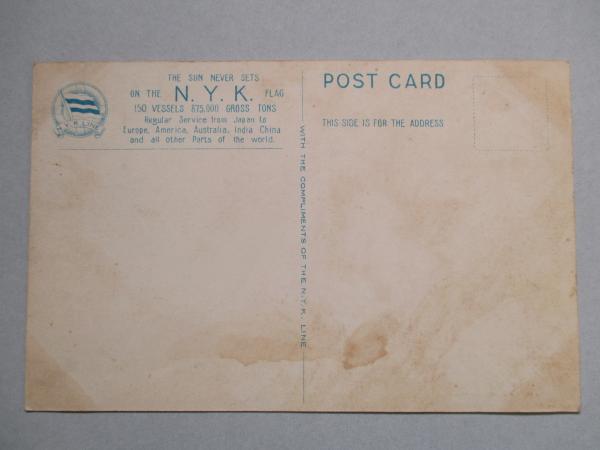 THE SUN NEVER SETS
ON THE N. Y. K. FLAG
150 VESSELS 875,000 GROSS TONS
Regular Service from Japan to
Europe, America, Australia, India China
and all other Parts of the world.
N.Y.K. LINE
WITH THE COMPLIMENTS OF THE N.Y.K. LINE
POST CARD
THIS SIDE IS FOR THE ADDRESS